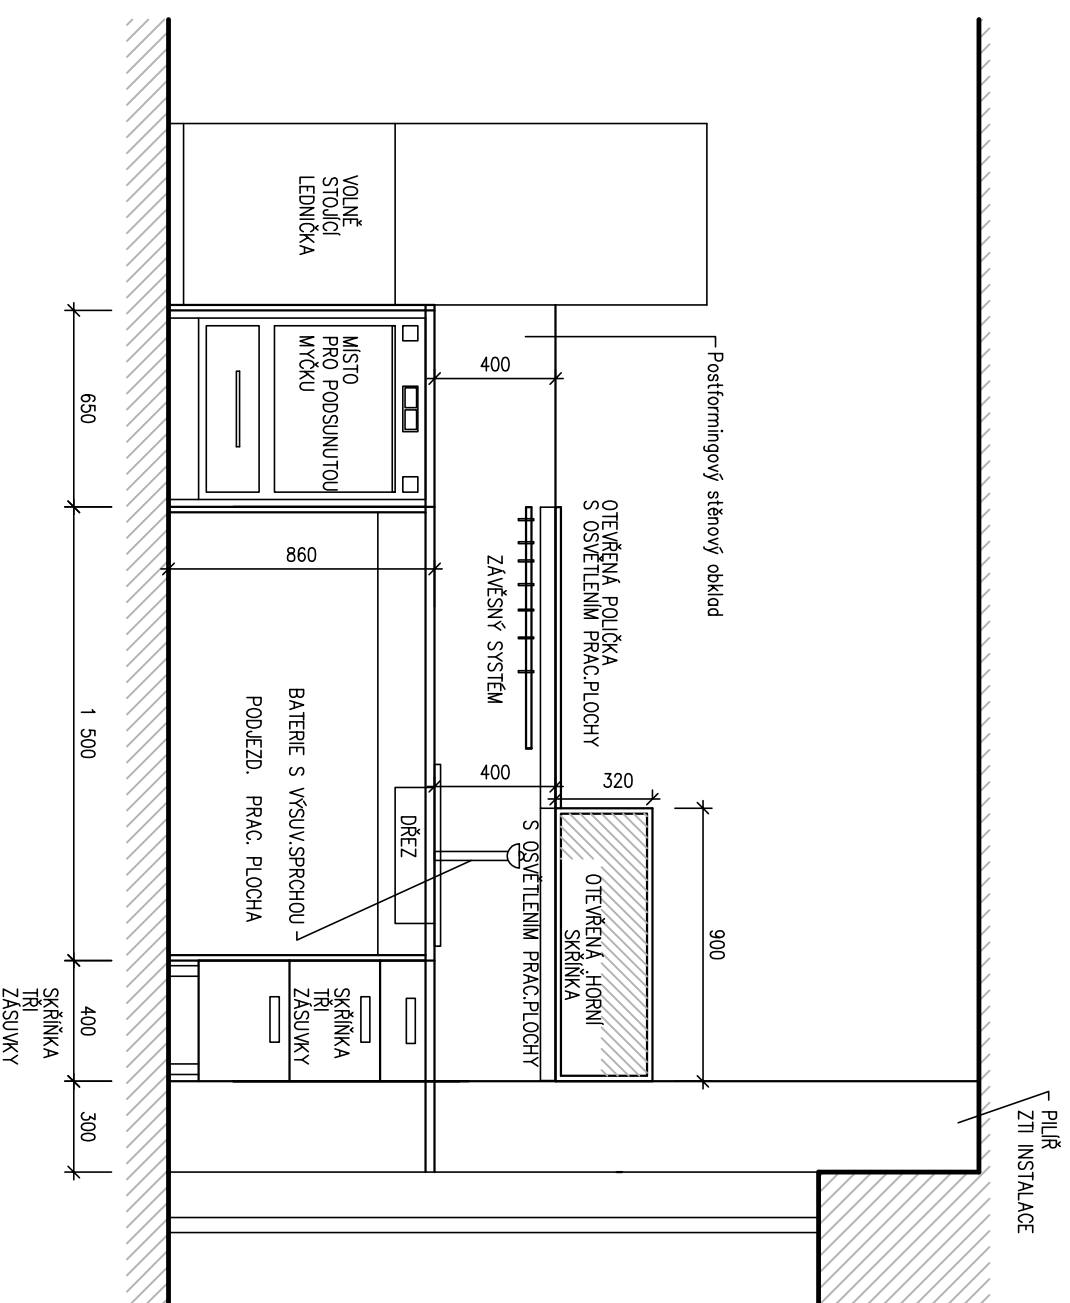 PILÍŘ
ZTI INSTALACE
Postformingový stěnový obklad
900
320
OTEVŘENÁ POLIČKA
S OSVĚTLENÍM PRAC.PLOCHY
OTEVŘENÁ .HORNÍ
SKŘÍŇKA
S OSVĚTLENÍM PRAC.PLOCHY
400
400
ZÁVĚSNÝ SYSTÉM
DŘEZ
VOLNĚ
STOJÍCÍ
LEDNIČKA
MÍSTO
PRO PODSUNUTOU
MYČKU
860
BATERIE S VÝSUV.SPRCHOU
PODJEZD. PRAC. PLOCHA
SKŘÍŇKA
TŘI
ZÁSUVKY
650
1 500
400
300
SKŘÍŇKA
TŘI
ZÁSUVKY